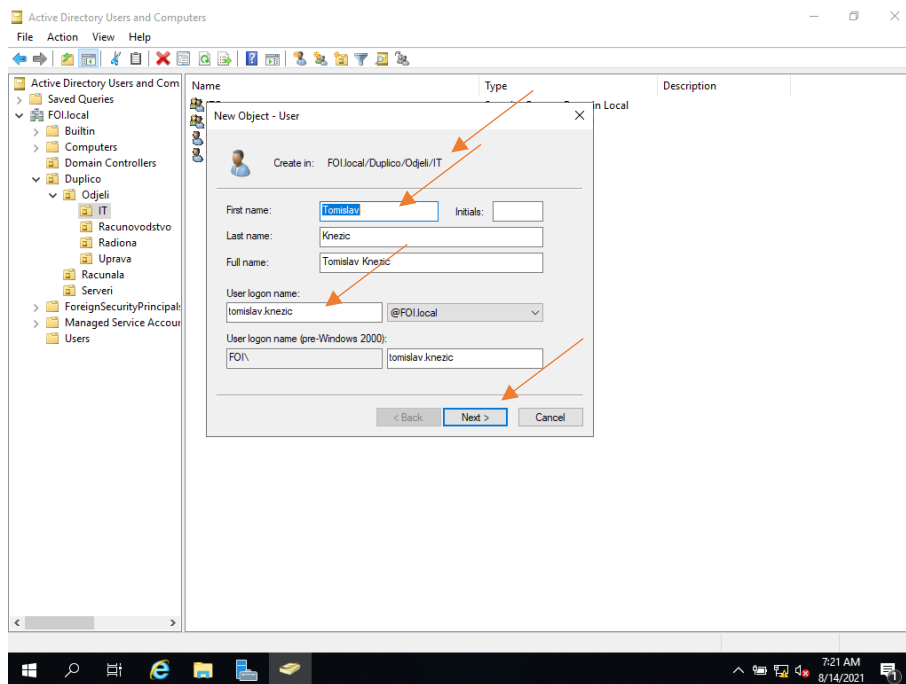 Active Directory Users and Computers
File Action View Help
Active Directory Users and Com
Saved Queries
FOI.local
Builtin
Computers
Domain Controllers
Duplico
Odjeli
IT
Racunovodstvo
Radiona
Uprava
Racunala
Serveri
ForeignSecurityPrincipals
Managed Service Accour
Users
Name Type Description
in Local
New Object - User
Create in: FOI.local/Duplico/Odjeli/IT
First name: Tomislav Initials:
Last name: Knezic
Full name: Tomislav Knezic
User logon name:
tomislav.knezic @FOI.local
User logon name (pre-Windows 2000):
FOI\ tomislav.knezic
< Back Next > Cancel
7:21 AM
8/14/2021
1